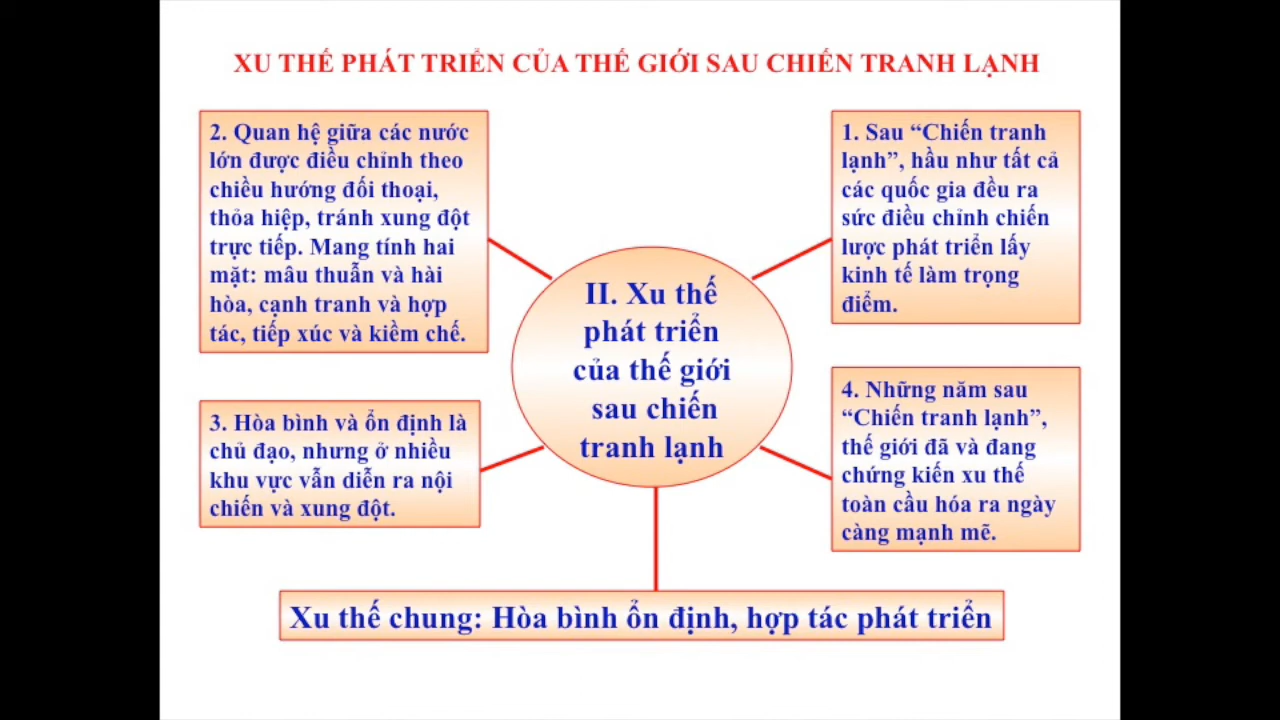 XU THẾ PHÁT TRIỂN CỦA THẾ GIỚI SAU CHIẾN TRANH LẠNH
2. Quan hệ giữa các nước
lớn được điều chỉnh theo
chiều hướng đối thoại,
thỏa hiệp, tránh xung đột
trực tiếp. Mang tính hai
mặt: mâu thuẫn và hài
hòa, cạnh tranh và hợp
tác, tiếp xúc và kiềm chế.
1. Sau “Chiến tranh
lạnh”, hầu như tất cả
các quốc gia đều ra
sức điều chỉnh chiến
lược phát triển lấy
kinh tế làm trọng
điểm.
II. Xu thế
phát triển
của thế giới
sau chiến
tranh lạnh
3. Hòa bình và ổn định là
chủ đạo, nhưng ở nhiều
khu vực vẫn diễn ra nội
chiến và xung đột.
4. Những năm sau
“Chiến tranh lạnh”,
thế giới đã và đang
chứng kiến xu thế
toàn cầu hóa ra ngày
càng mạnh mẽ.
Xu thế chung: Hòa bình ổn định, hợp tác phát triển